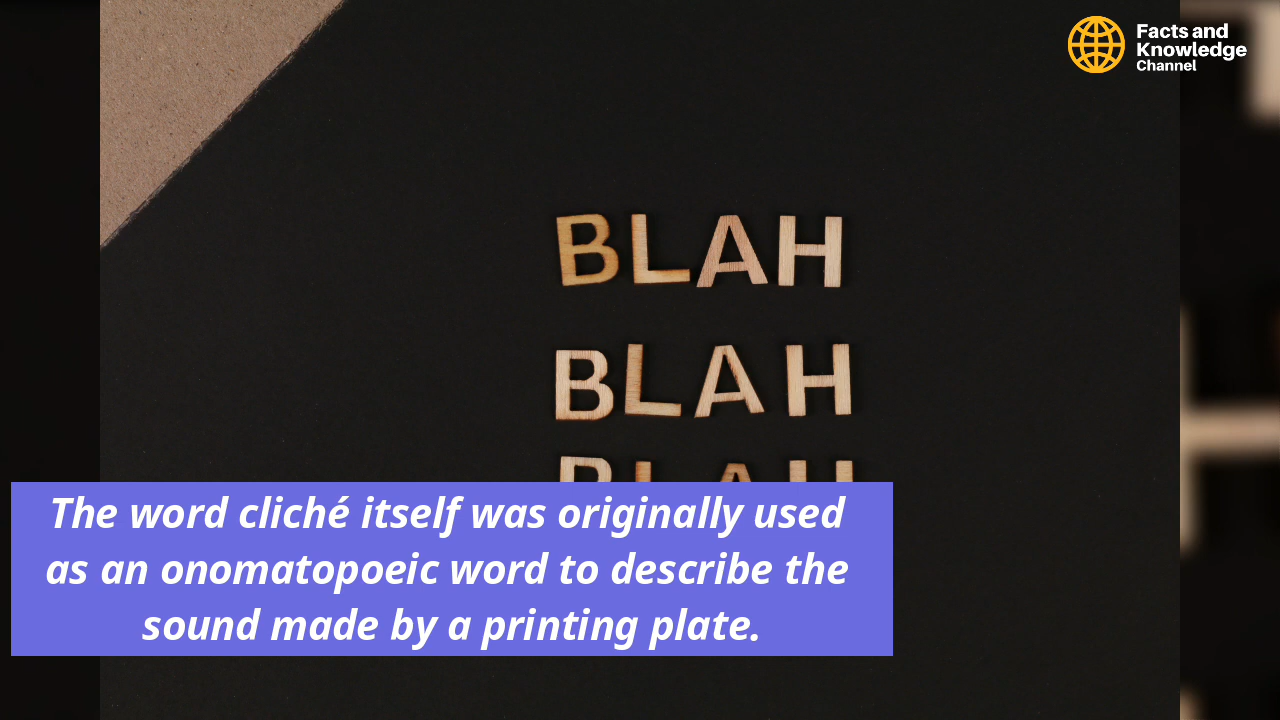 Facts and
Knowledge
Channel
BLAH
BLAH
BLAH
The word cliché itself was originally used
as an onomatopoeic word to describe the
sound made by a printing plate.